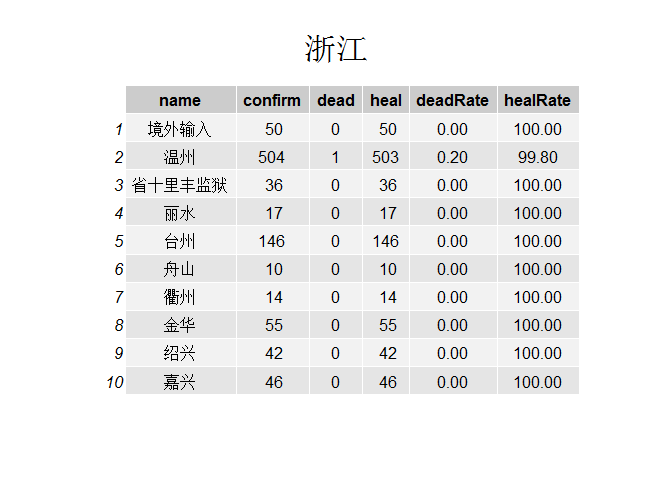 浙江
name confirm dead heal deadRate healRate
1 境外输入 50 0 50 0.00 100.00
2 温州 504 1 503 0.20 99.80
3 省十里丰监狱 36 0 36 0.00 100.00
4 丽水 17 0 17 0.00 100.00
5 台州 146 0 146 0.00 100.00
6 舟山 10 0 10 0.00 100.00
7 衢州 14 0 14 0.00 100.00
8 金华 55 0 55 0.00 100.00
9 绍兴 42 0 42 0.00 100.00
10 嘉兴 46 0 46 0.00 100.00